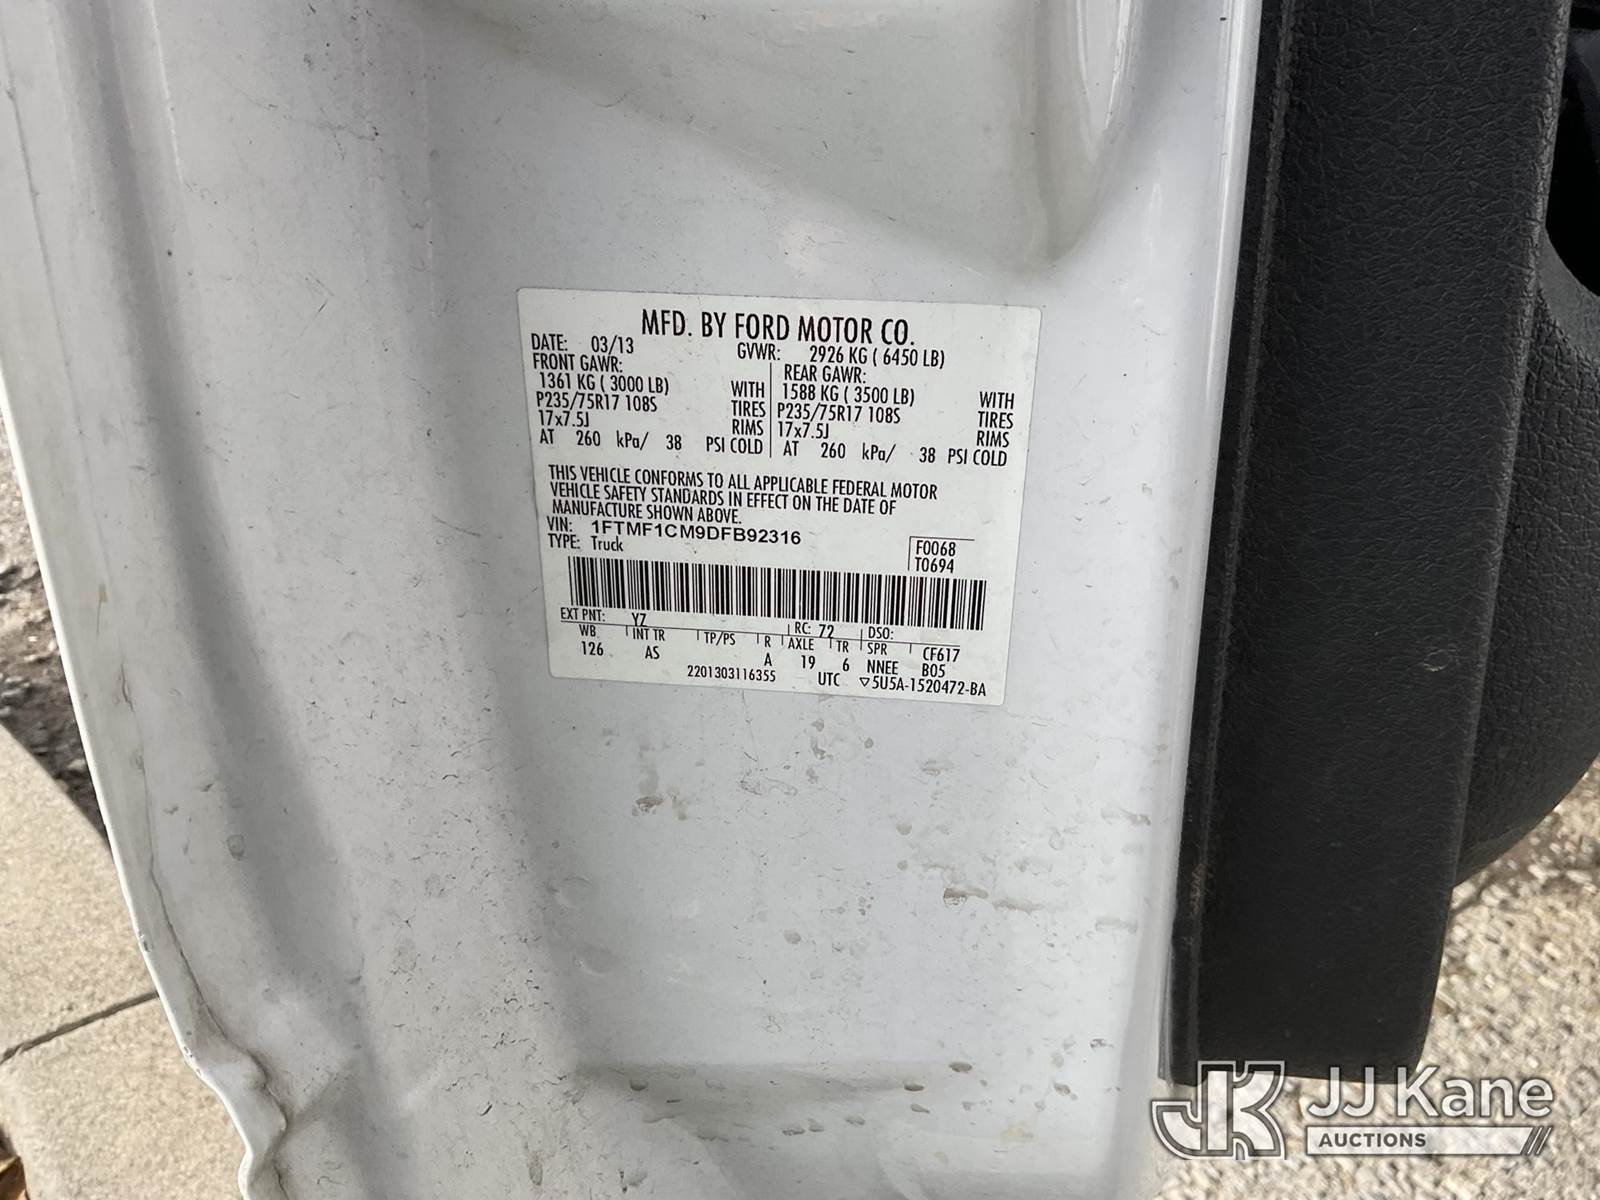 MFD. BY FORD MOTOR CO.
DATE: 03/13 GVWR: 2926 KG ( 6450 LB)
FRONT GAWR: REAR GAWR:
1361 KG ( 3000 LB) WITH 1588 KG ( 3500 LB) WITH
P235/75R17 108S TIRES P235/75R17 108S TIRES
17x7.5J RIMS 17x7.5J RIMS
AT 260 kPa/ 38 PSI COLD AT 260 kPa/ 38 PSI COLD
THIS VEHICLE CONFORMS TO ALL APPLICABLE FEDERAL MOTOR
VEHICLE SAFETY STANDARDS IN EFFECT ON THE DATE OF
MANUFACTURE SHOWN ABOVE.
VIN: 1FTMF1CM9DFB92316 F0068
TYPE: Truck T0694
EXT PNT: YZ RC: 72 DSO:
WB INT TR TP/PS R AXLE TR SPR CF617
126 AS A 19 6 NNEE B05
2201303116355 UTC ▽5U5A-1520472-BA
JK JJ Kane
AUCTIONS